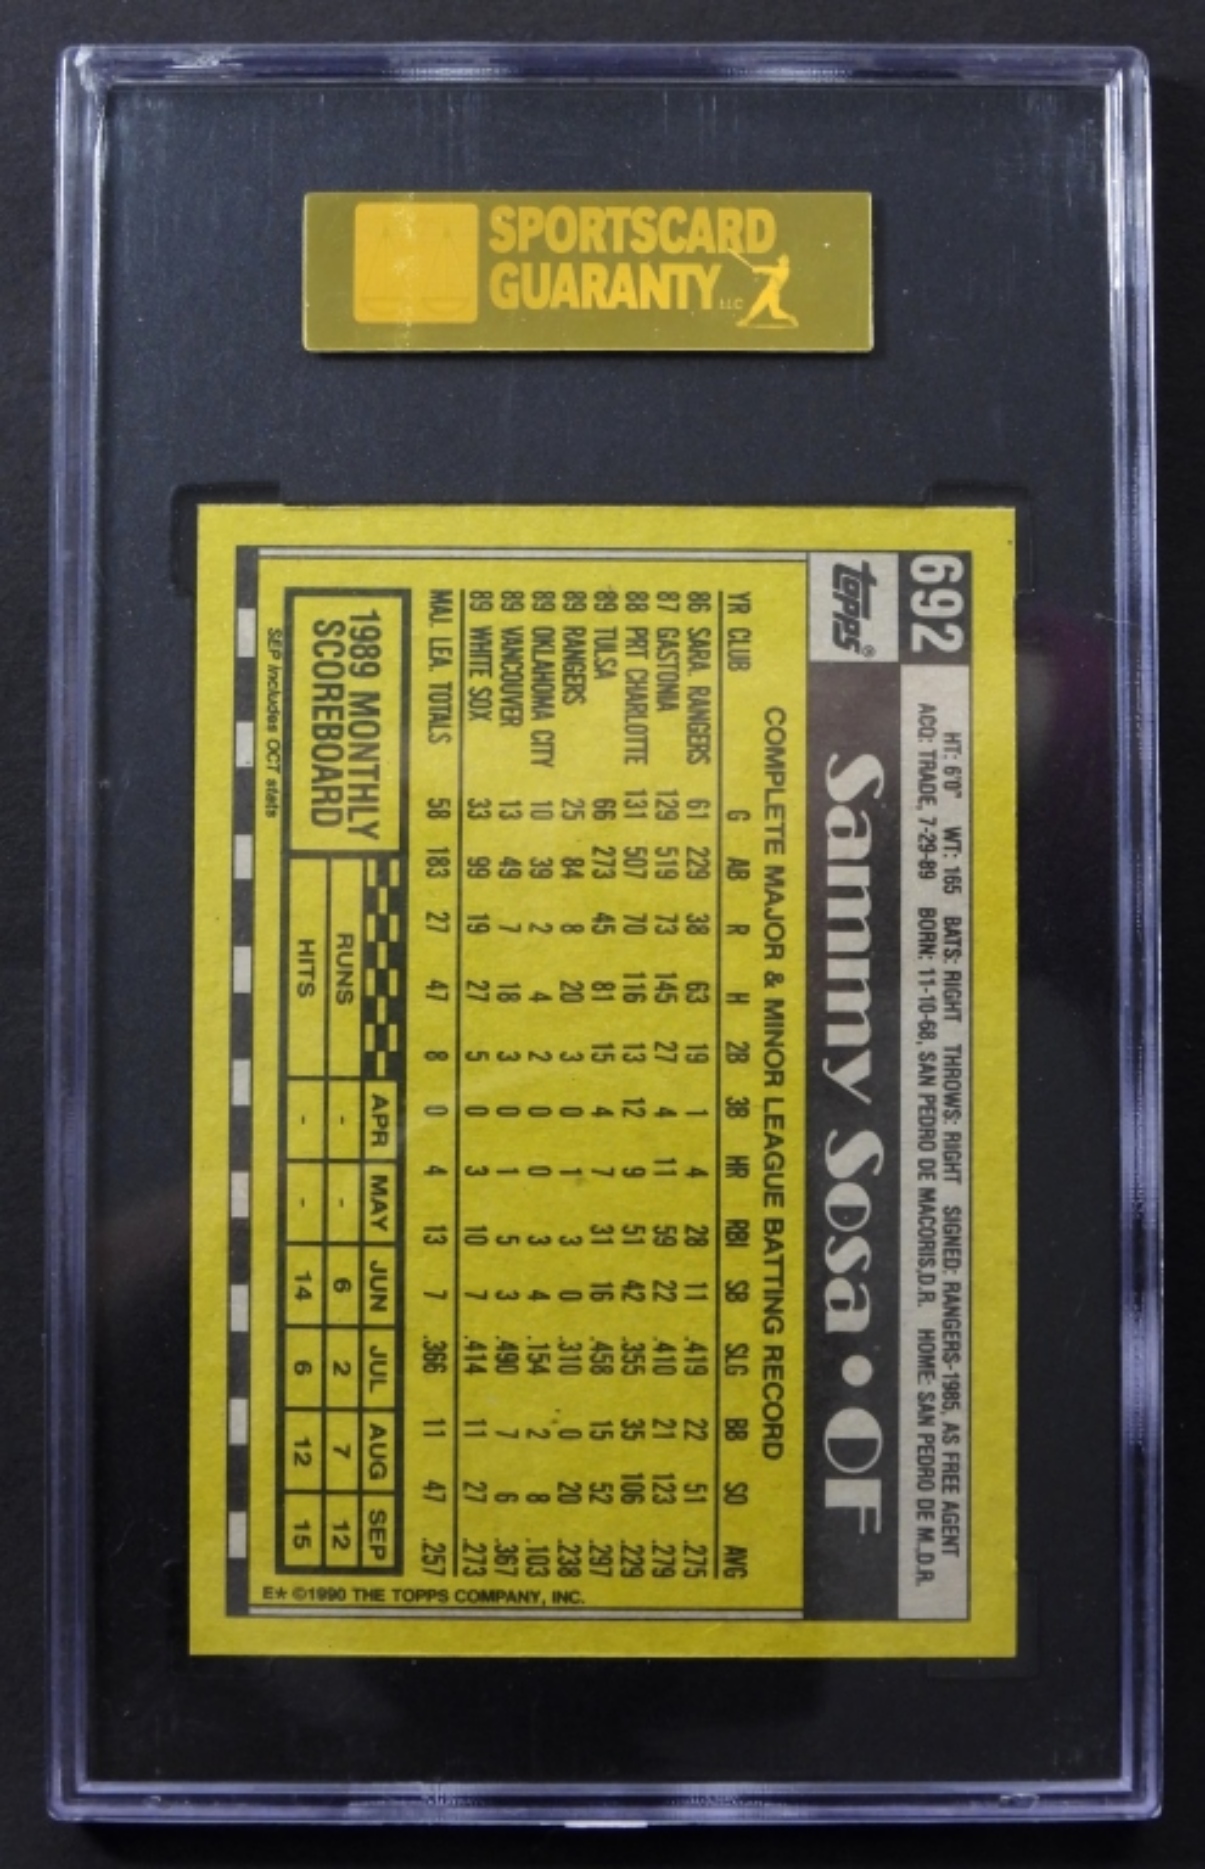 SPORTSCARD
GUARANTY LLC
692
HT: 6'0" WT: 165 BATS: RIGHT THROWS: RIGHT SIGNED: RANGERS-1985, AS FREE AGENT
ACQ: TRADE, 7-29-89 BORN: 11-10-68, SAN PEDRO DE MACORIS,D.R. HOME: SAN PEDRO DE M.,D.R.
topps® Sammy Sosa • OF
COMPLETE MAJOR & MINOR LEAGUE BATTING RECORD
YR CLUB G AB R H 2B 3B HR RBI SB SLG BB SO AVG
86 SARA. RANGERS 61 229 38 63 19 1 4 28 11 .419 22 51 .275
87 GASTONIA 129 519 73 145 27 4 11 59 22 .410 21 123 .279
88 PRT CHARLOTTE 131 507 70 116 13 12 9 51 42 .355 35 106 .229
89 TULSA 66 273 45 81 15 4 7 31 16 .458 15 52 .297
89 RANGERS 25 84 8 20 3 0 1 3 0 .310 0 20 .238
89 OKLAHOMA CITY 10 39 2 4 2 0 0 3 4 .154 2 8 .103
89 VANCOUVER 13 49 7 18 3 0 1 5 3 .490 7 6 .367
89 WHITE SOX 33 99 19 27 5 0 3 10 7 .414 11 27 .273
MAJ. LEA. TOTALS 58 183 27 47 8 0 4 13 7 .366 11 47 .257
1989 MONTHLY
SCOREBOARD
APR MAY JUN JUL AUG SEP
RUNS - - 6 2 7 12
HITS - - 14 6 12 15
SEP includes OCT stats
E* ©1990 THE TOPPS COMPANY, INC.